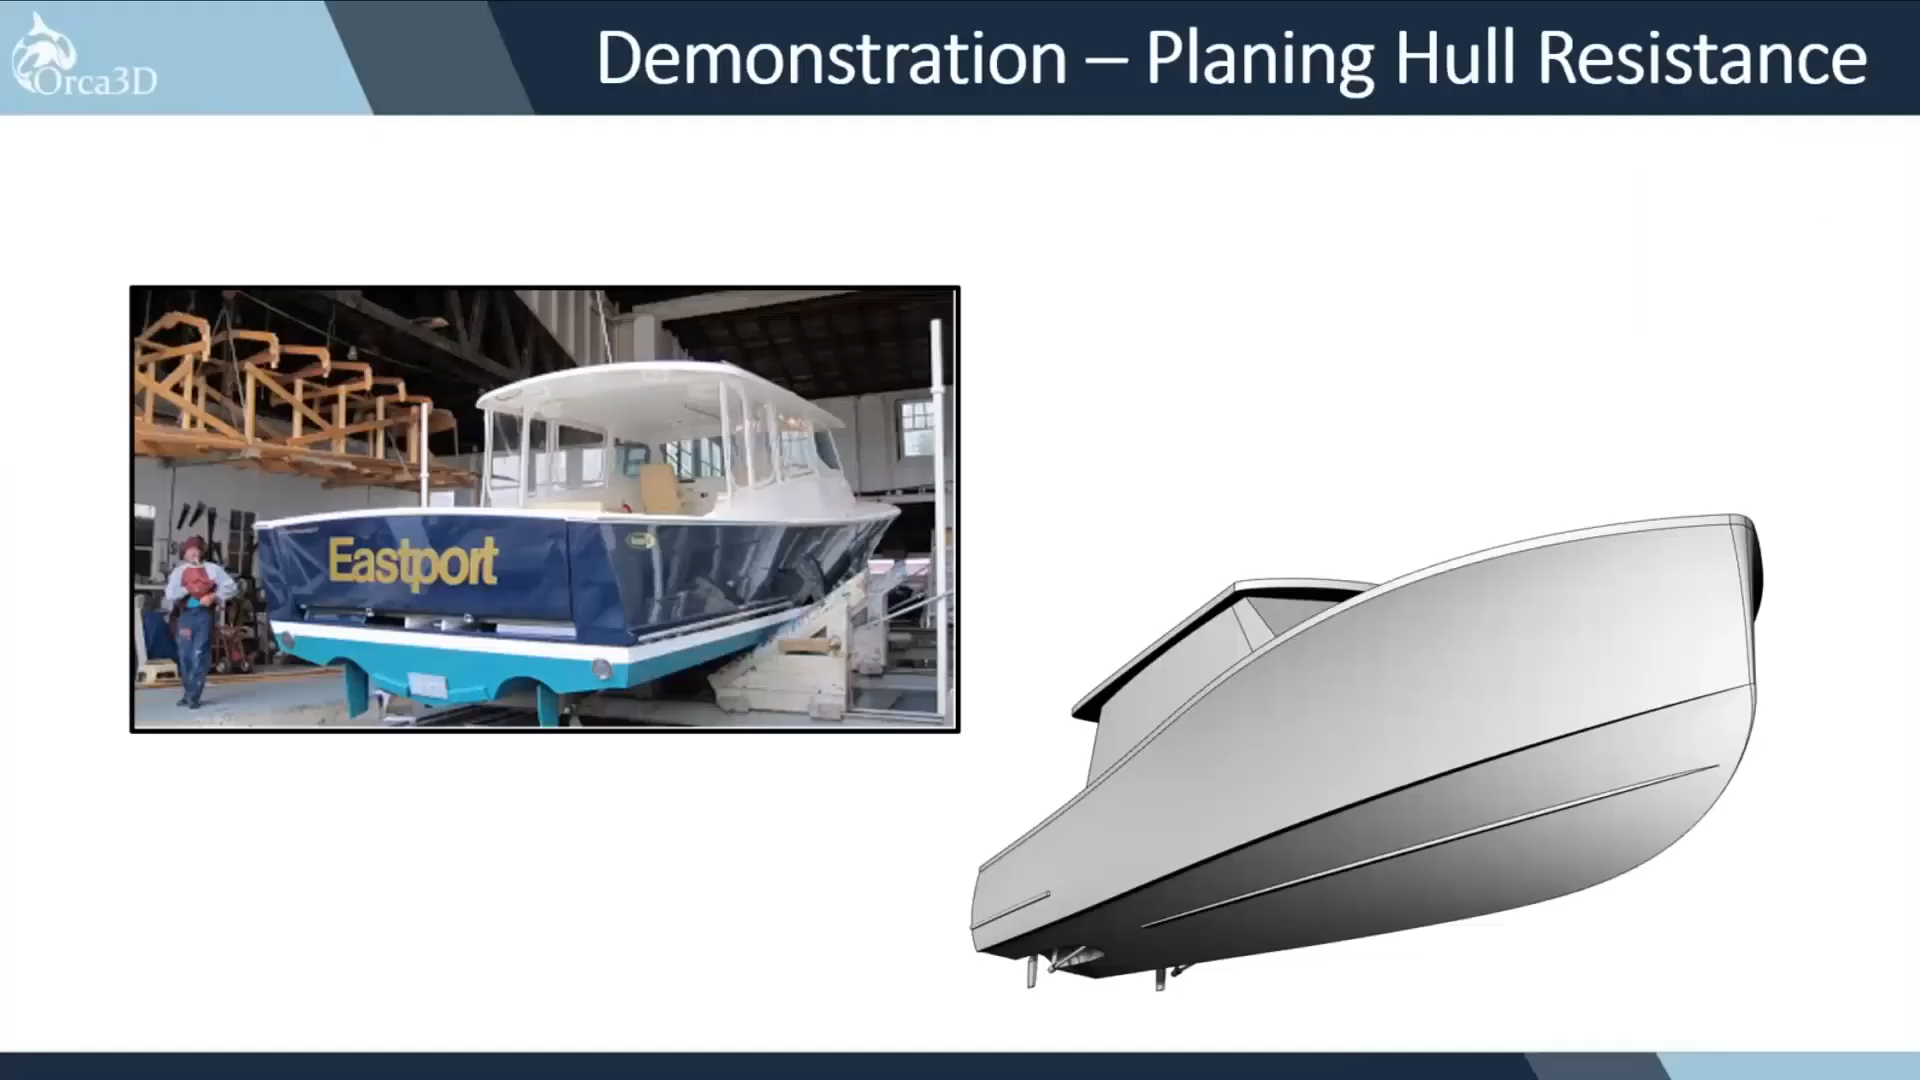 Orca3D
Demonstration – Planing Hull Resistance
Eastport